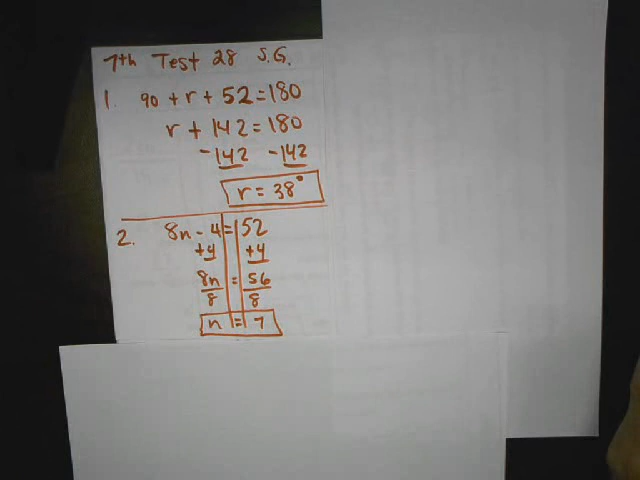 7th Test 28 S.G.
1. 90 + r + 52 = 180
r + 142 = 180
-142 -142
r = 38°
2. 8n - 4 = 52
+4 +4
8n = 56
8 8
n = 7